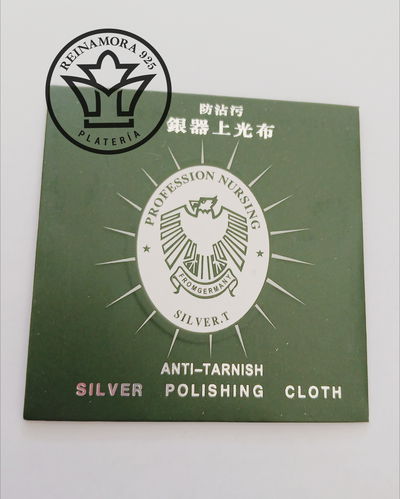 REINAMORA 925
PLATERÍA
防沾污
銀器上光布
PROFESSION NURSING
FROMGERMANY
SILVER.T
ANTI-TARNISH
SILVER POLISHING CLOTH